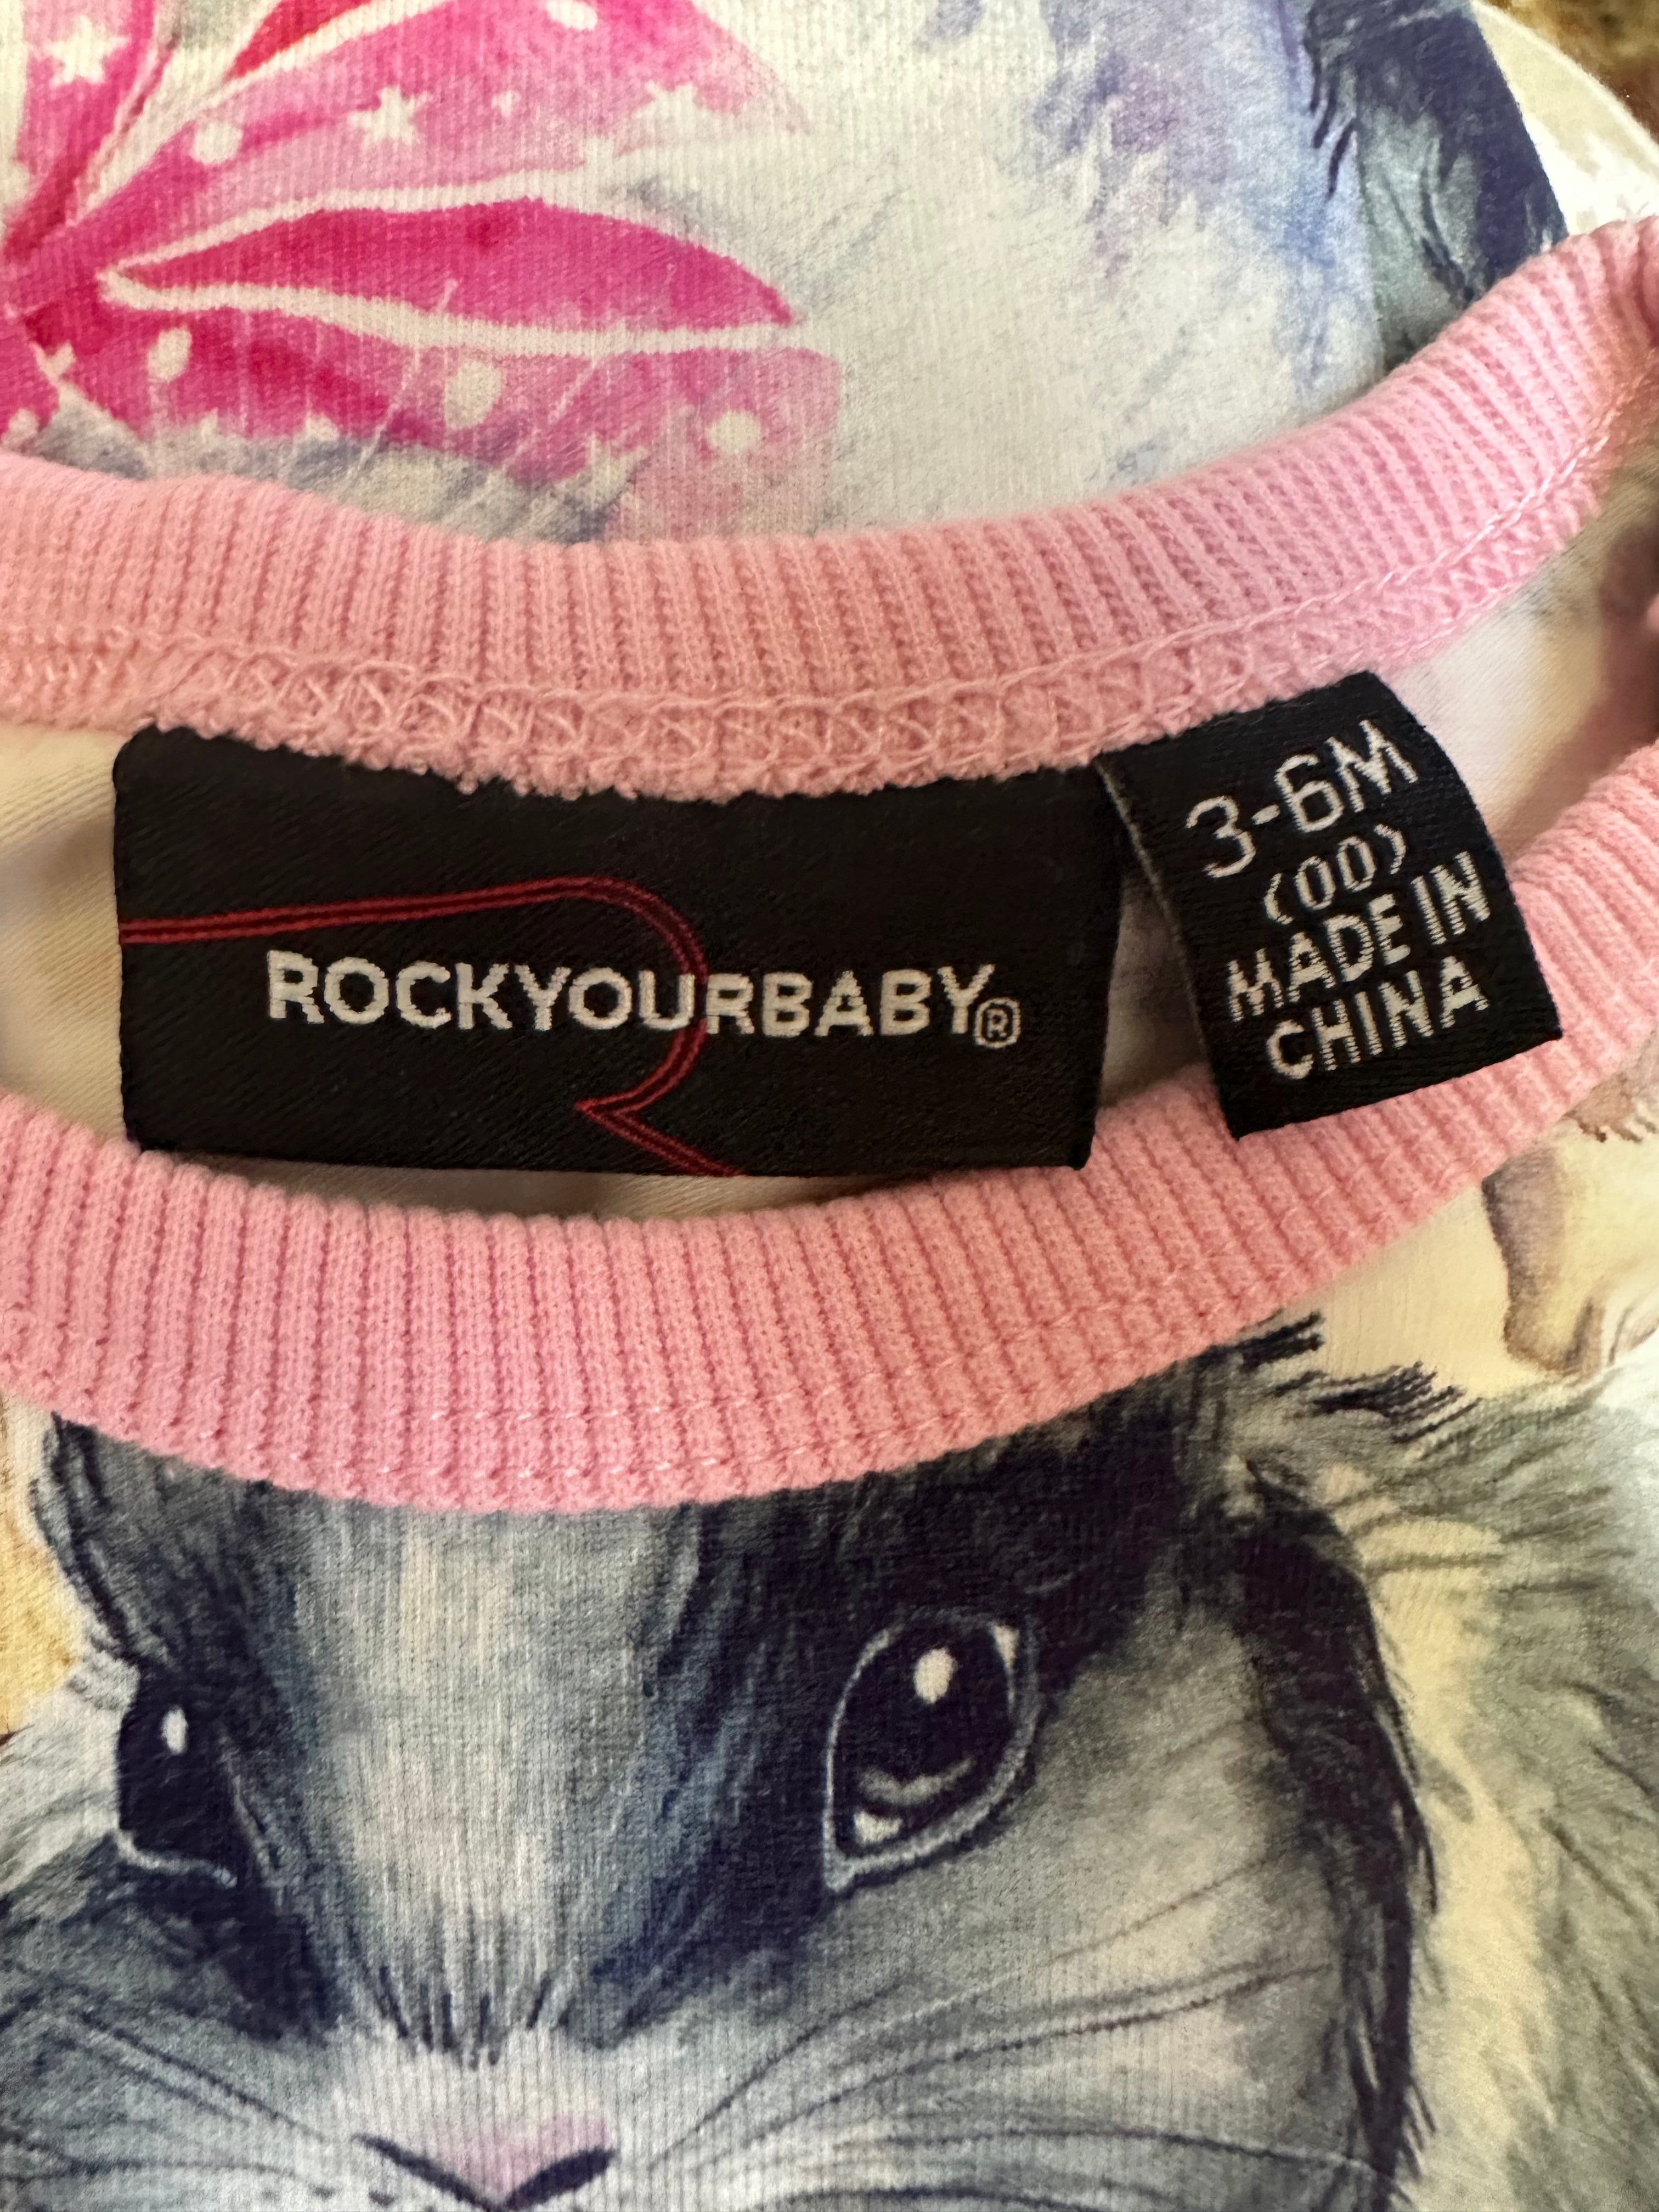 ROCKYOURBABY®
3-6M
(00)
MADE IN
CHINA